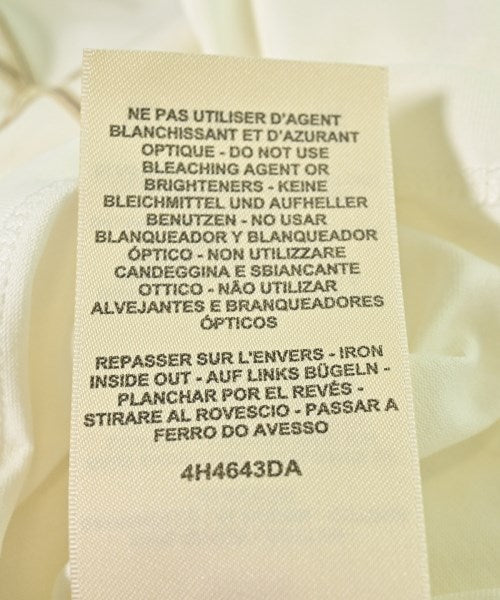 NE PAS UTILISER D'AGENT
BLANCHISSANT ET D'AZURANT
OPTIQUE - DO NOT USE
BLEACHING AGENT OR
BRIGHTENERS - KEINE
BLEICHMITTEL UND AUFHELLER
BENUTZEN - NO USAR
BLANQUEADOR Y BLANQUEADOR
ÓPTICO - NON UTILIZZARE
CANDEGGINA E SBIANCANTE
OTTICO - NÃO UTILIZAR
ALVEJANTES E BRANQUEADORES
ÓPTICOS
REPASSER SUR L'ENVERS - IRON
INSIDE OUT - AUF LINKS BÜGELN -
PLANCHAR POR EL REVÉS -
STIRARE AL ROVESCIO - PASSAR A
FERRO DO AVESSO
4H4643DA